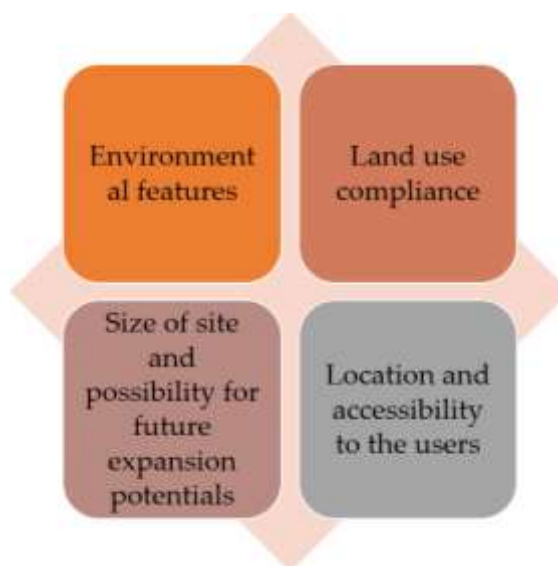 Environment
al features
Land use
compliance
Size of site
and
possibility for
future
expansion
potentials
Location and
accessibility
to the users